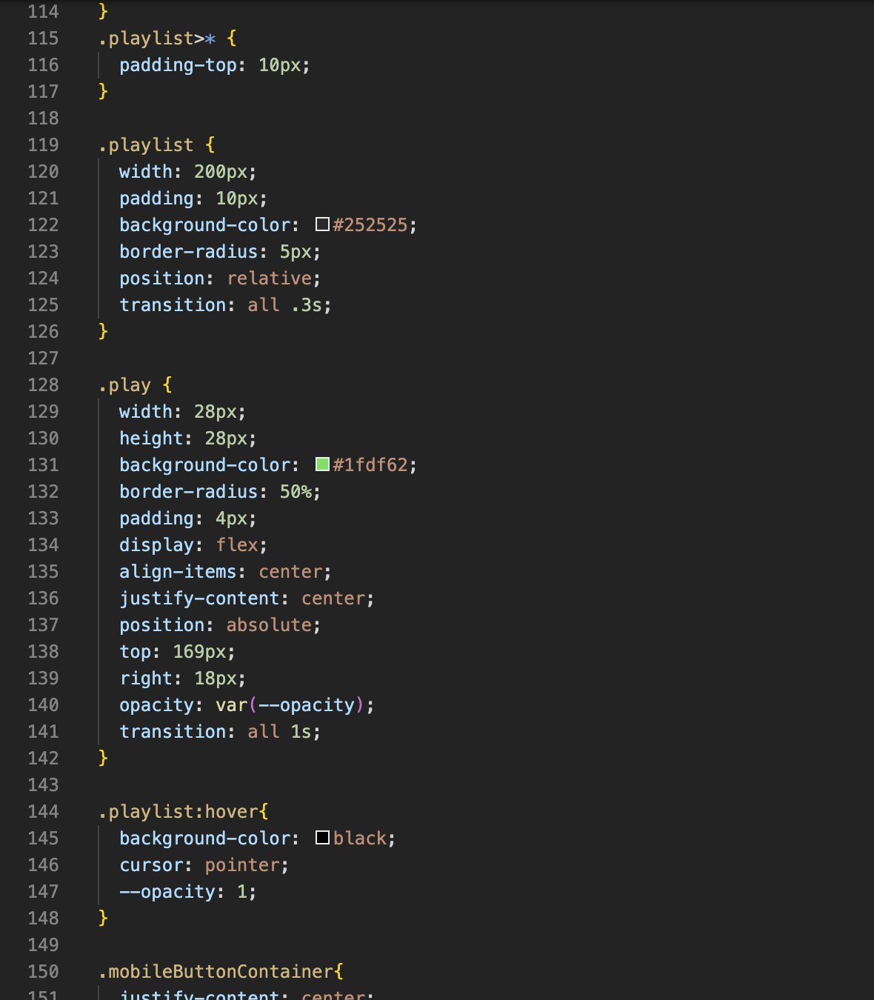 114 }
115 .playlist>* {
116 padding-top: 10px;
117 }
118
119 .playlist {
120 width: 200px;
121 padding: 10px;
122 background-color: #252525;
123 border-radius: 5px;
124 position: relative;
125 transition: all .3s;
126 }
127
128 .play {
129 width: 28px;
130 height: 28px;
131 background-color: #1fdf62;
132 border-radius: 50%;
133 padding: 4px;
134 display: flex;
135 align-items: center;
136 justify-content: center;
137 position: absolute;
138 top: 169px;
139 right: 18px;
140 opacity: var(--opacity);
141 transition: all 1s;
142 }
143
144 .playlist:hover{
145 background-color: black;
146 cursor: pointer;
147 --opacity: 1;
148 }
149
150 .mobileButtonContainer{
151 justify-content: center;